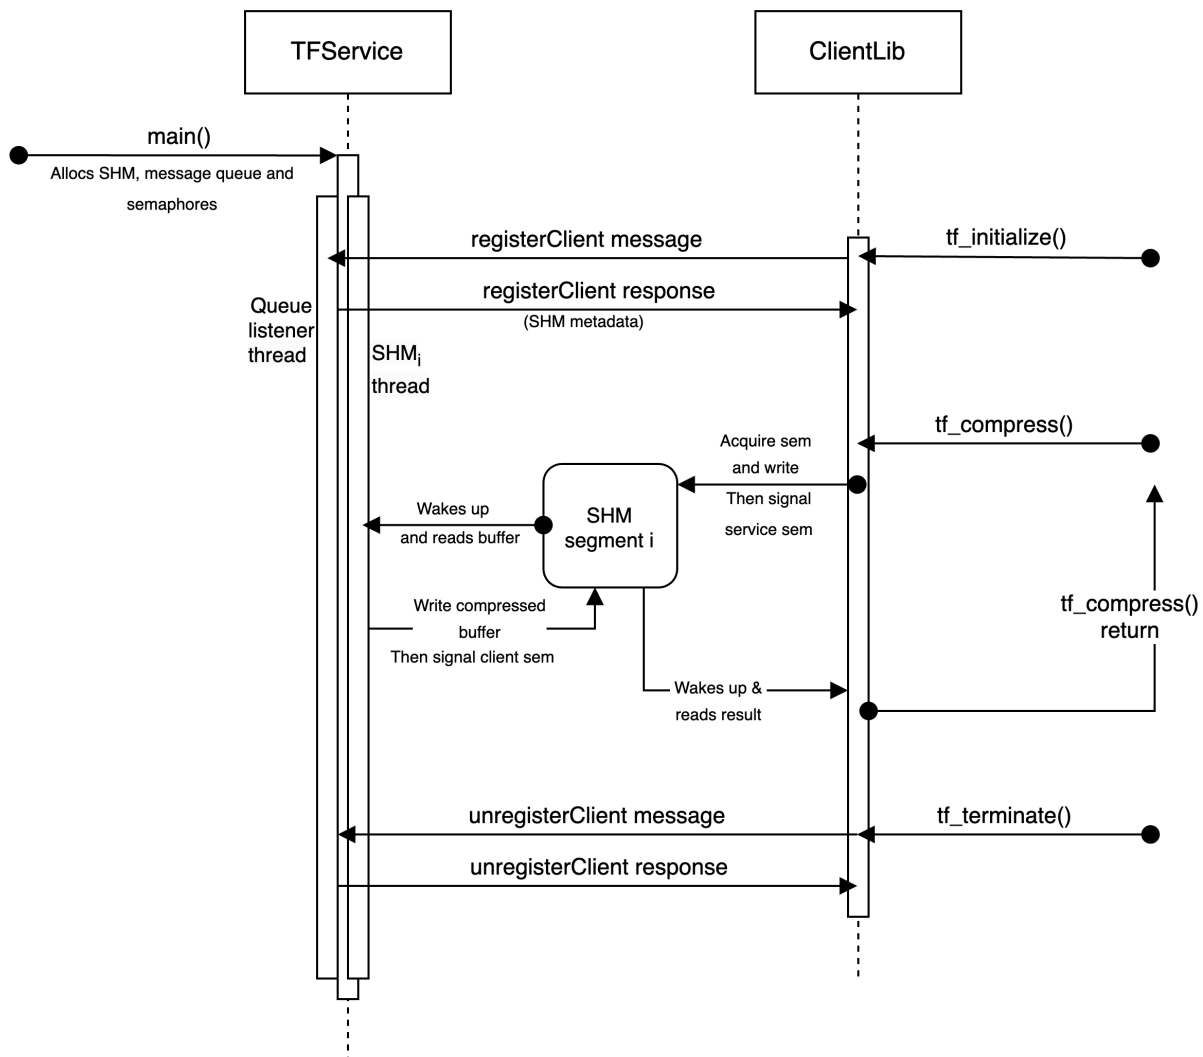 TFService
ClientLib
main()
Allocs SHM, message queue and
semaphores
registerClient message
tf_initialize()
registerClient response
(SHM metadata)
Queue
listener
thread
SHMi
thread
tf_compress()
Acquire sem
and write
Then signal
service sem
SHM
segment i
Wakes up
and reads buffer
Write compressed
buffer
Then signal client sem
tf_compress()
return
Wakes up &
reads result
unregisterClient message
tf_terminate()
unregisterClient response